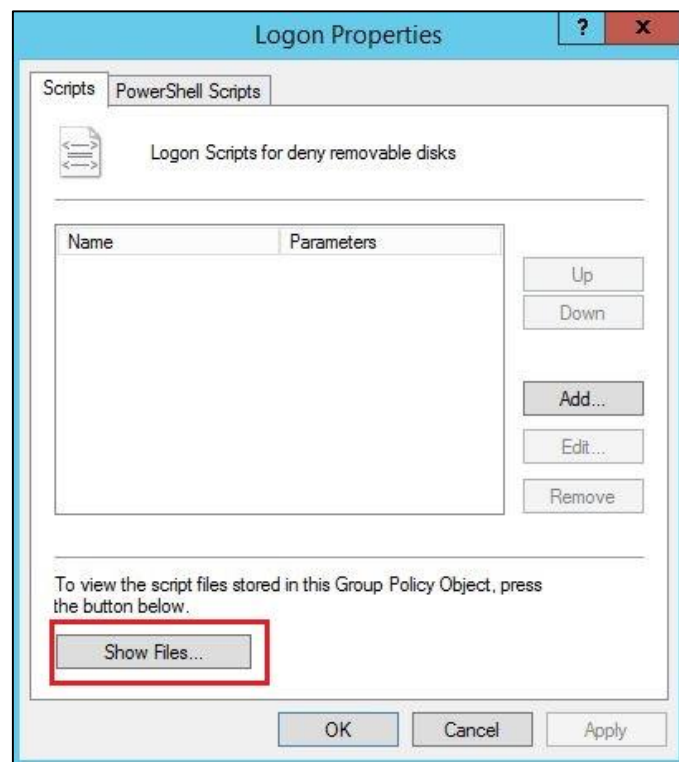 Logon Properties
? x
Scripts PowerShell Scripts
<-->
Logon Scripts for deny removable disks
Name Parameters
Up
Down
Add...
Edit...
Remove
To view the script files stored in this Group Policy Object, press
the button below.
Show Files...
OK Cancel Apply